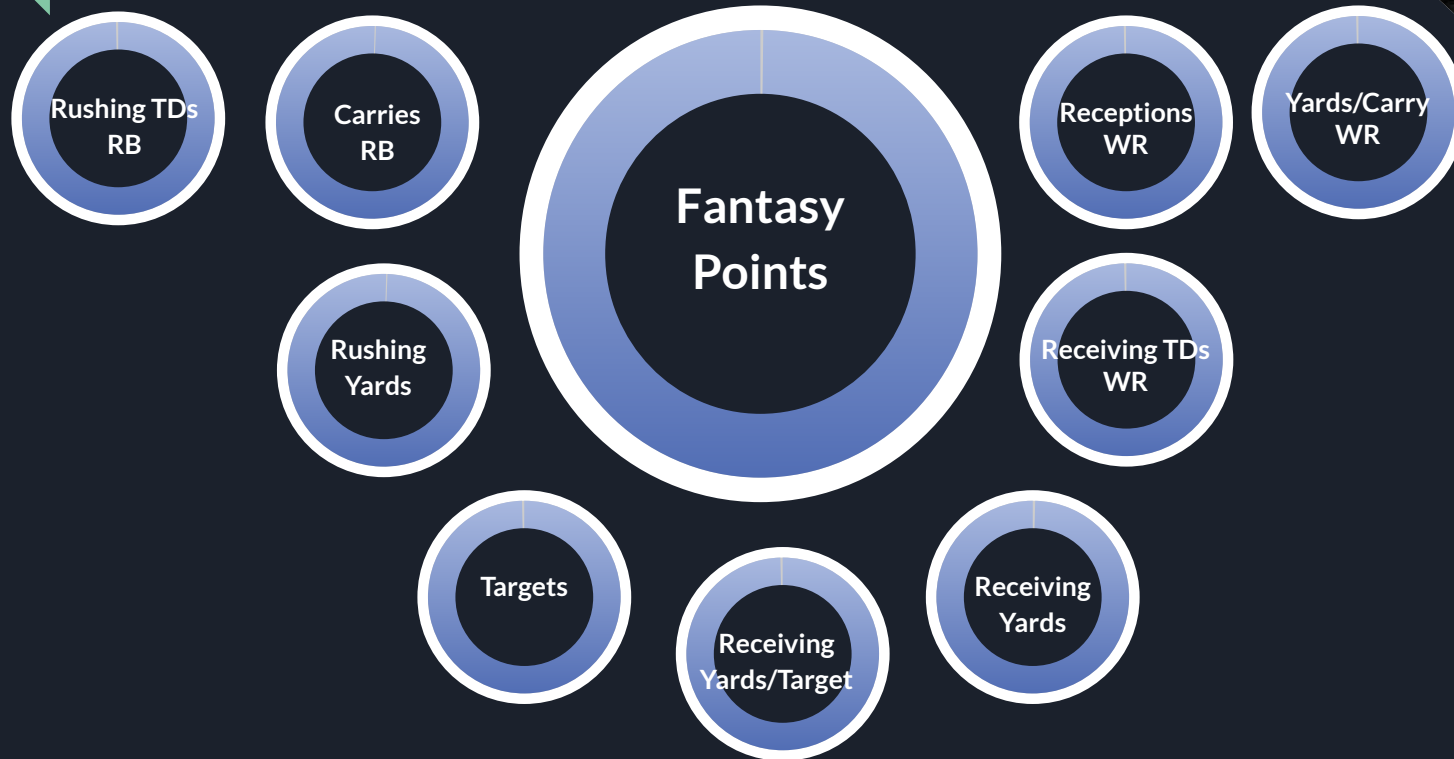 Rushing TDs
RB
Carries
RB
Fantasy
Points
Receptions
WR
Yards/Carry
WR
Rushing
Yards
Receiving TDs
WR
Targets
Receiving
Yards/Target
Receiving
Yards